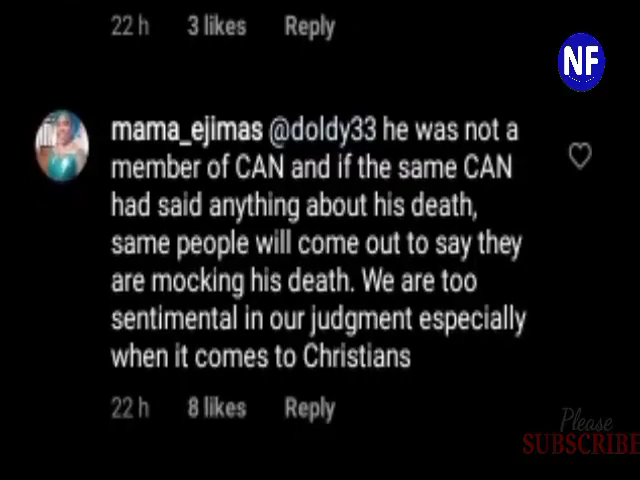 22 h 3 likes Reply
NF
mama_ejimas @doldy33 he was not a
member of CAN and if the same CAN
had said anything about his death,
same people will come out to say they
are mocking his death. We are too
sentimental in our judgment especially
when it comes to Christians
22 h 8 likes Reply
Please
SUBSCRIBE